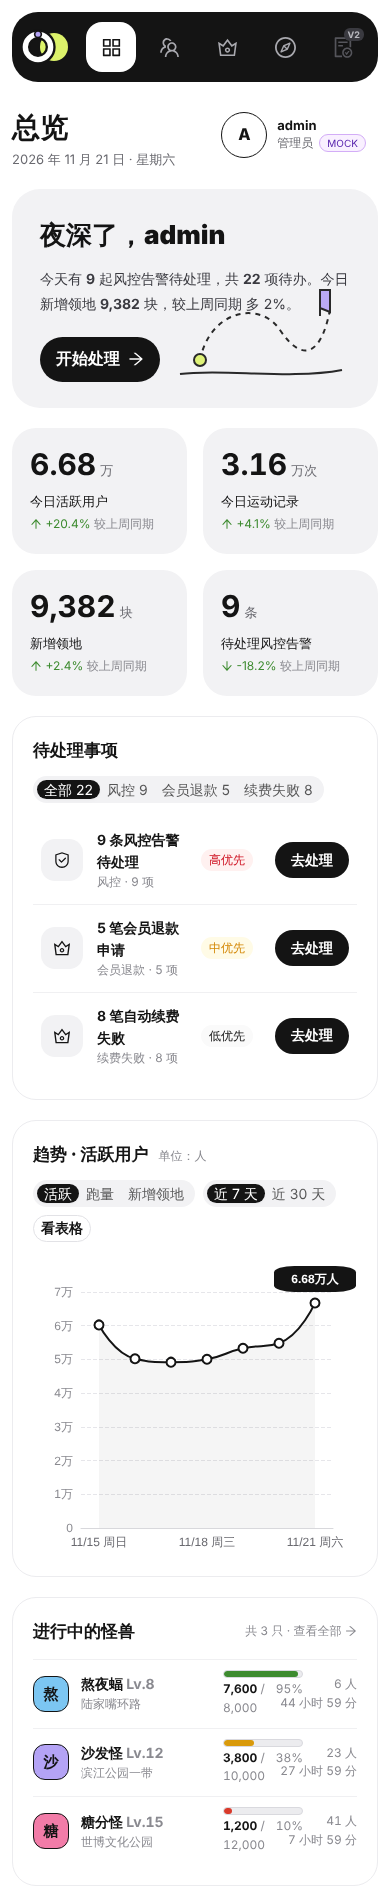 V2
总览
2026 年 11 月 21 日 · 星期六
A
admin
管理员 MOCK
夜深了，admin
今天有 9 起风控告警待处理，共 22 项待办。今日
新增领地 9,382 块，较上周同期 多 2%。
开始处理 →
6.68 万
今日活跃用户
↑ +20.4% 较上周同期
3.16 万次
今日运动记录
↑ +4.1% 较上周同期
9,382 块
新增领地
↑ +2.4% 较上周同期
9 条
待处理风控告警
↓ -18.2% 较上周同期
待处理事项
全部 22 风控 9 会员退款 5 续费失败 8
9 条风控告警
待处理
风控 · 9 项
高优先
去处理
5 笔会员退款
申请
会员退款 · 5 项
中优先
去处理
8 笔自动续费
失败
续费失败 · 8 项
低优先
去处理
趋势 · 活跃用户 单位：人
活跃 跑量 新增领地 近 7 天 近 30 天
看表格
6.68万人
7万
6万
5万
4万
3万
2万
1万
0
11/15 周日 11/18 周三 11/21 周六
进行中的怪兽 共 3 只 · 查看全部 →
熬
熬夜蝠 Lv.8
陆家嘴环路
7,600 / 8,000
95%
6 人
44 小时 59 分
沙
沙发怪 Lv.12
滨江公园一带
3,800 / 10,000
38%
23 人
27 小时 59 分
糖
糖分怪 Lv.15
世博文化公园
1,200 / 12,000
10%
41 人
7 小时 59 分